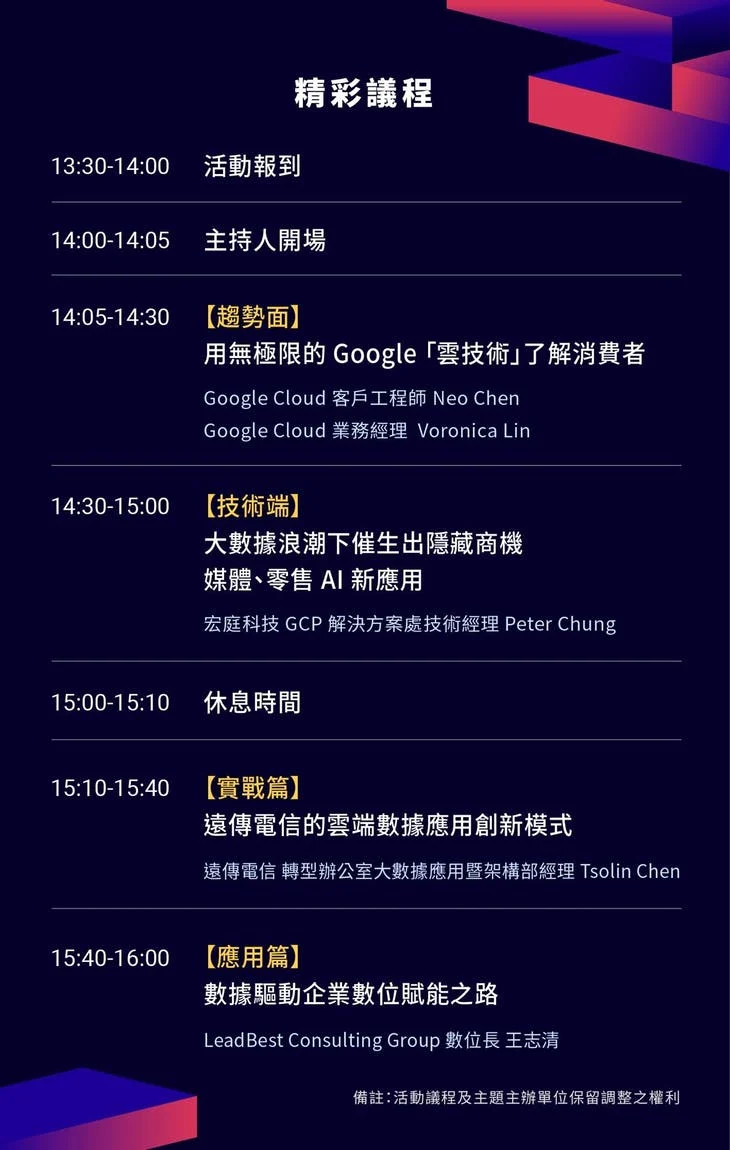 精彩議程
13:30-14:00 活動報到
14:00-14:05 主持人開場
14:05-14:30 【趨勢面】
用無極限的 Google「雲技術」了解消費者
Google Cloud 客戶工程師 Neo Chen
Google Cloud 業務經理 Voronica Lin
14:30-15:00 【技術端】
大數據浪潮下催生出隱藏商機
媒體、零售 AI 新應用
宏庭科技 GCP 解決方案處技術經理 Peter Chung
15:00-15:10 休息時間
15:10-15:40 【實戰篇】
遠傳電信的雲端數據應用創新模式
遠傳電信 轉型辦公室大數據應用暨架構部經理 Tsolin Chen
15:40-16:00 【應用篇】
數據驅動企業數位賦能之路
LeadBest Consulting Group 數位長 王志清
備註：活動議程及主題主辦單位保留調整之權利